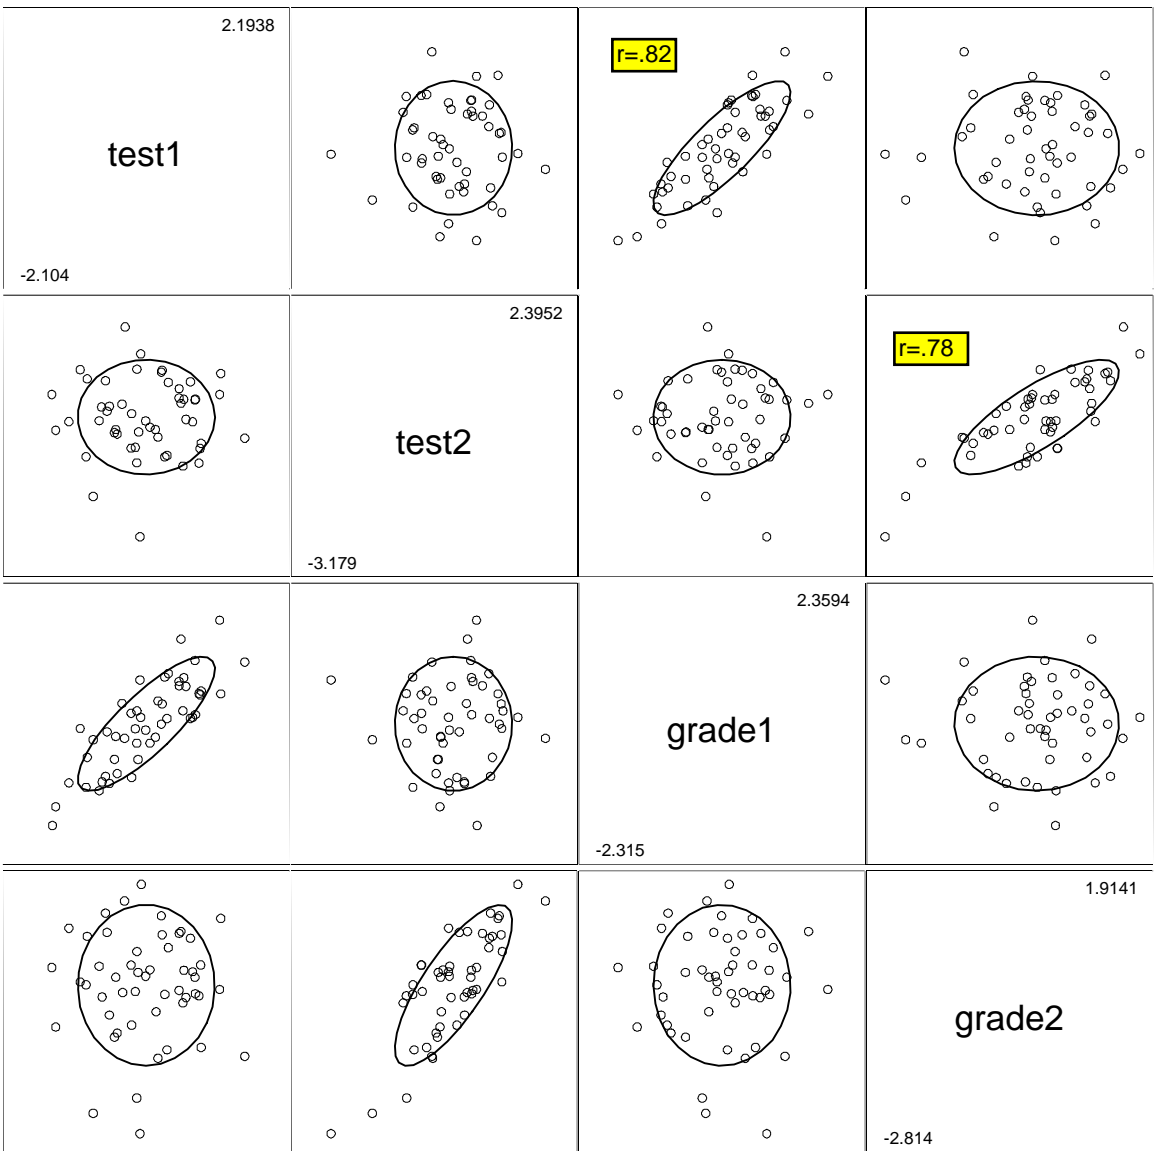 2.1938
r=.82
test1
-2.104
2.3952
r=.78
test2
-3.179
2.3594
grade1
-2.315
1.9141
grade2
-2.814